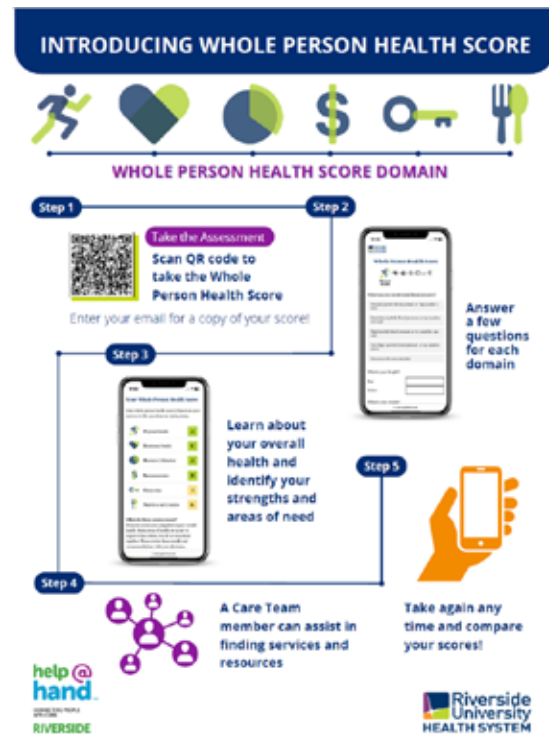 INTRODUCING WHOLE PERSON HEALTH SCORE
WHOLE PERSON HEALTH SCORE DOMAIN
Step 1
Step 2
Take the Assessment
Scan QR code to
take the Whole
Person Health Score
Enter your email for a copy of your score!
Whole Person Health Score
Answer
a few
questions
for each
domain
Step 3
Learn about
your overall
health and
identify your
strengths and
areas of need
Step 5
Step 4
A Care Team
member can assist in
finding services and
resources
Take again any
time and compare
your scores!
help@
hand
RIVERSIDE
Riverside
University
HEALTH SYSTEM